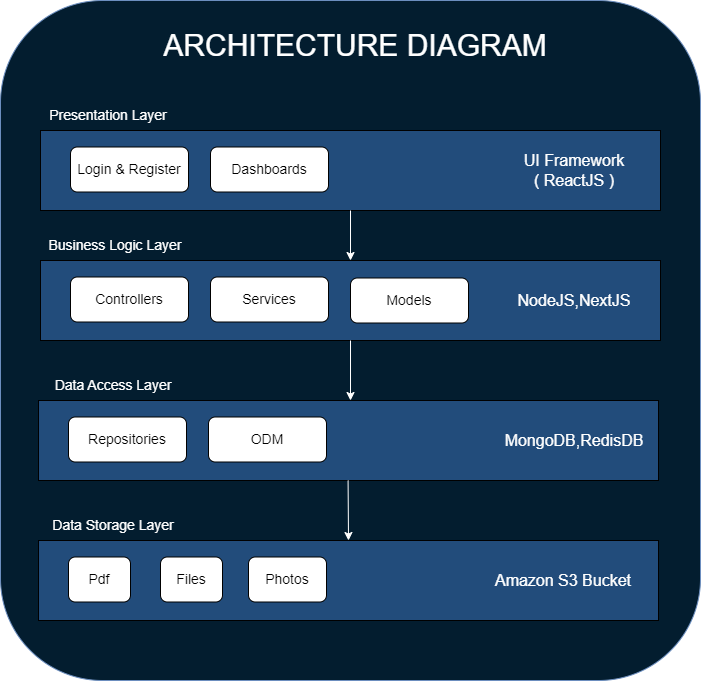 ARCHITECTURE DIAGRAM
Presentation Layer
Login & Register
Dashboards
UI Framework
( ReactJS )
Business Logic Layer
Controllers
Services
Models
NodeJS,NextJS
Data Access Layer
Repositories
ODM
MongoDB,RedisDB
Data Storage Layer
Pdf
Files
Photos
Amazon S3 Bucket